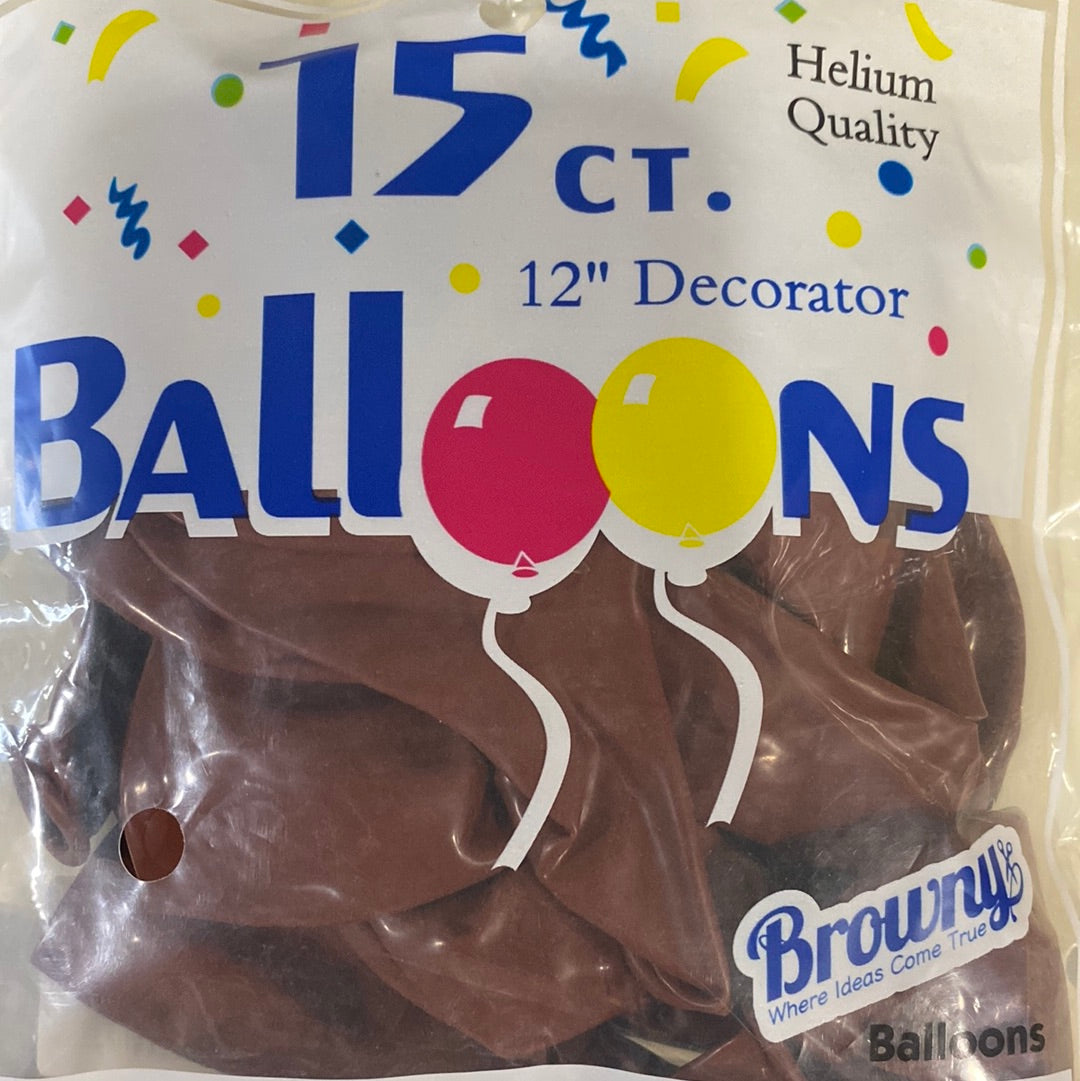 15 CT.
Helium
Quality
12" Decorator
BAllOONS
Browny's
Where Ideas Come True
Balloons